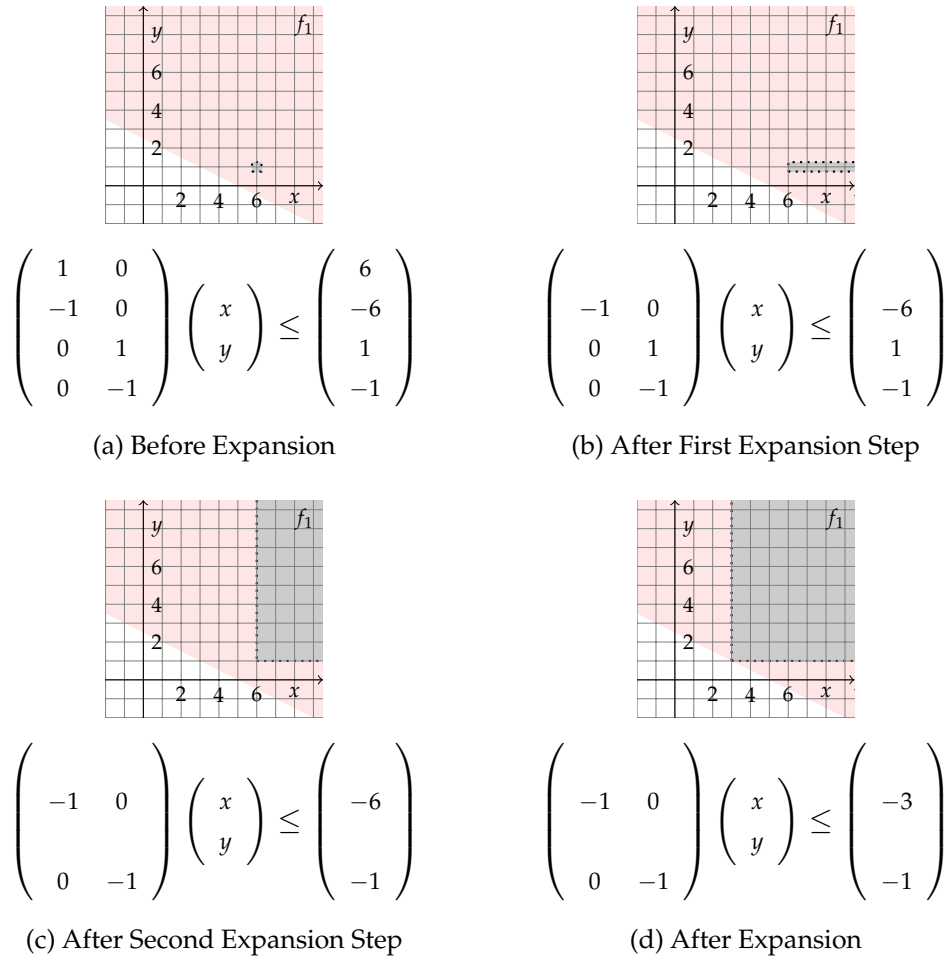 y f₁ y f₁
6 6
4 4
2 2
2 4 6 x 2 4 6 x
( 1 0 ) ( 6 )
( −1 0 ) ( x ) ( −6 ) ( −1 0 ) ( x ) ( −6 )
( 0 1 ) ( y ) ≤ ( 1 ) ( 0 1 ) ( y ) ≤ ( 1 )
( 0 −1 ) ( −1 ) ( 0 −1 ) ( −1 )
(a) Before Expansion (b) After First Expansion Step
y f₁ y f₁
6 6
4 4
2 2
2 4 6 x 2 4 6 x
( −1 0 ) ( x ) ( −6 ) ( −1 0 ) ( x ) ( −3 )
( y ) ≤ ( y ) ≤
( 0 −1 ) ( −1 ) ( 0 −1 ) ( −1 )
(c) After Second Expansion Step (d) After Expansion